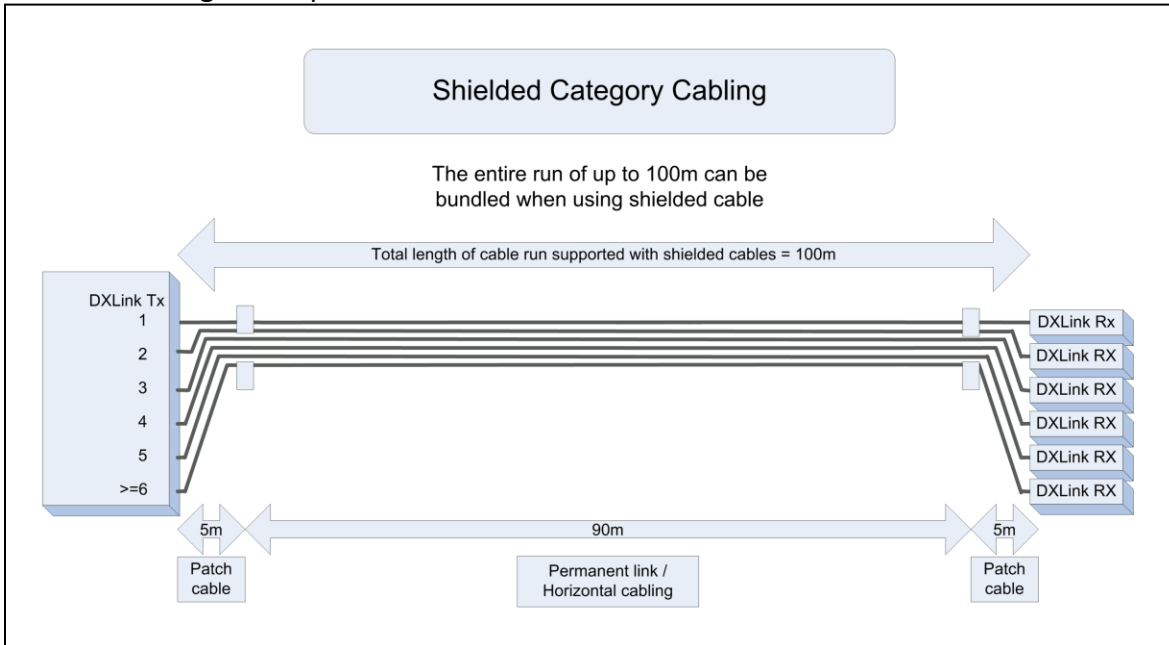 Shielded Category Cabling
The entire run of up to 100m can be
bundled when using shielded cable
Total length of cable run supported with shielded cables = 100m
DXLink Tx
1
2
3
4
5
>=6
DXLink Rx
DXLink RX
DXLink RX
DXLink RX
DXLink RX
DXLink RX
5m
90m
5m
Patch
cable
Permanent link /
Horizontal cabling
Patch
cable